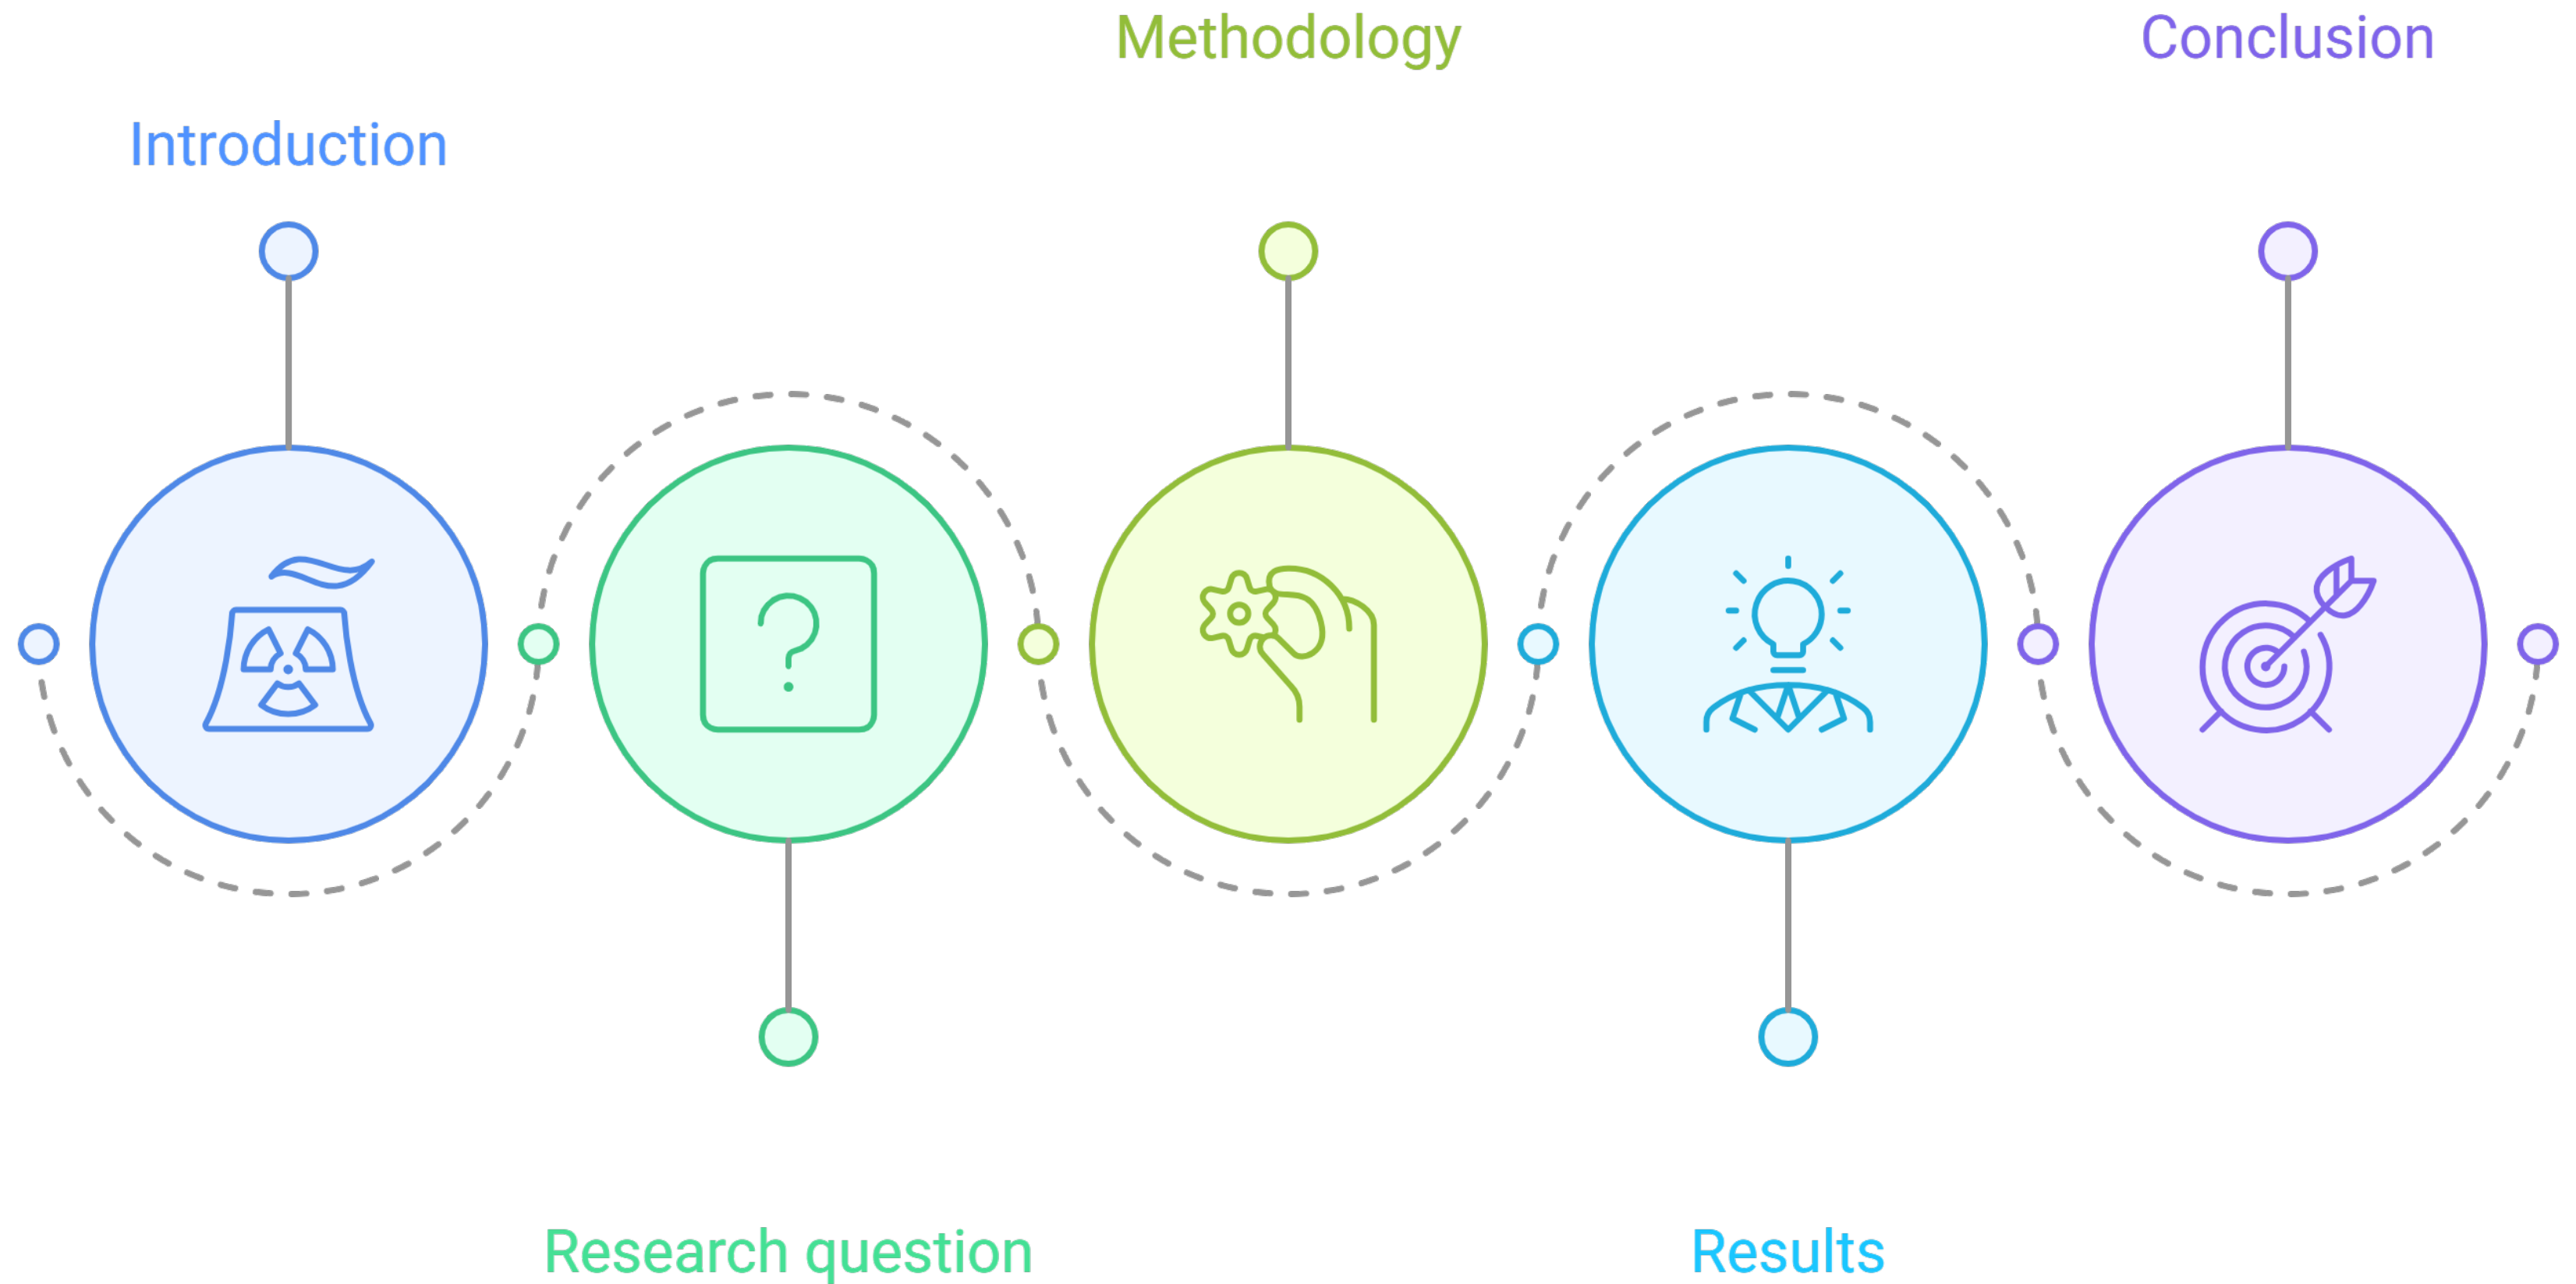 Introduction
Research question
Methodology
Results
Conclusion